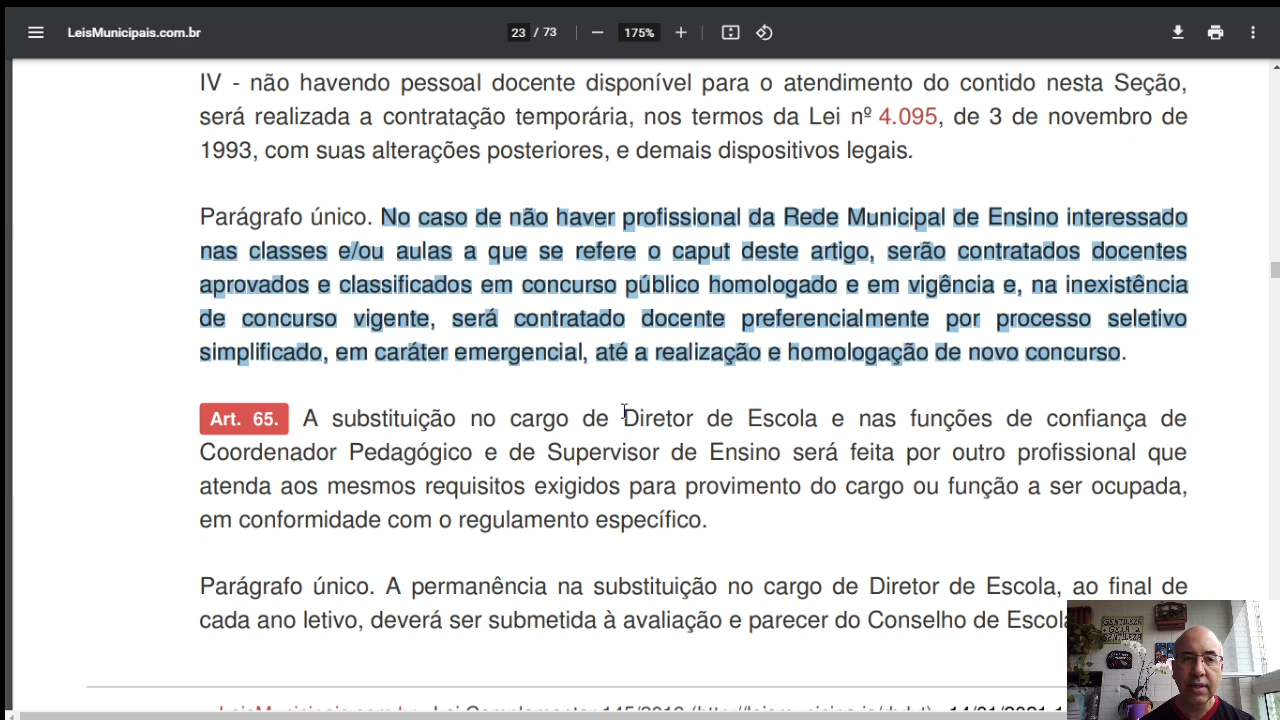 LeisMunicipais.com.br
23 / 73
175%
IV - não havendo pessoal docente disponível para o atendimento do contido nesta Seção,
será realizada a contratação temporária, nos termos da Lei nº 4.095, de 3 de novembro de
1993, com suas alterações posteriores, e demais dispositivos legais.
Parágrafo único. No caso de não haver profissional da Rede Municipal de Ensino interessado
nas classes e/ou aulas a que se refere o caput deste artigo, serão contratados docentes
aprovados e classificados em concurso público homologado e em vigência e, na inexistência
de concurso vigente, será contratado docente preferencialmente por processo seletivo
simplificado, em caráter emergencial, até a realização e homologação de novo concurso.
Art. 65. A substituição no cargo de Diretor de Escola e nas funções de confiança de
Coordenador Pedagógico e de Supervisor de Ensino será feita por outro profissional que
atenda aos mesmos requisitos exigidos para provimento do cargo ou função a ser ocupada,
em conformidade com o regulamento específico.
Parágrafo único. A permanência na substituição no cargo de Diretor de Escola, ao final de
cada ano letivo, deverá ser submetida à avaliação e parecer do Conselho de Escola
GENTILEZA
GERA
GENTILEZA